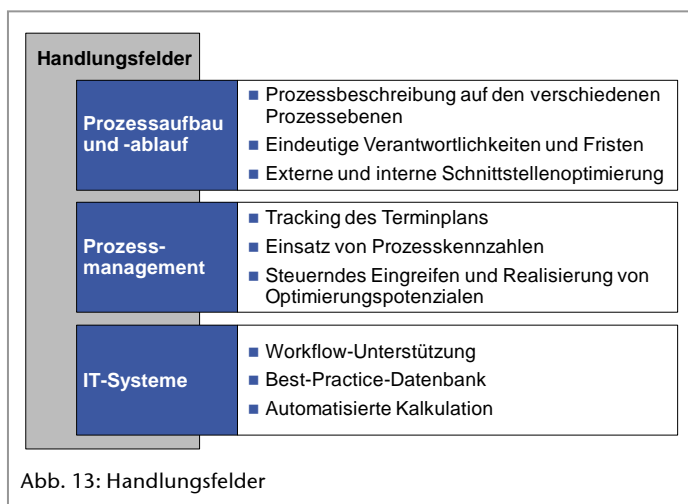 Handlungsfelder
Prozessaufbau
und -ablauf
■ Prozessbeschreibung auf den verschiedenen
Prozessebenen
■ Eindeutige Verantwortlichkeiten und Fristen
■ Externe und interne Schnittstellenoptimierung
Prozess-
management
■ Tracking des Terminplans
■ Einsatz von Prozesskennzahlen
■ Steuerndes Eingreifen und Realisierung von
Optimierungspotenzialen
IT-Systeme
■ Workflow-Unterstützung
■ Best-Practice-Datenbank
■ Automatisierte Kalkulation
Abb. 13: Handlungsfelder